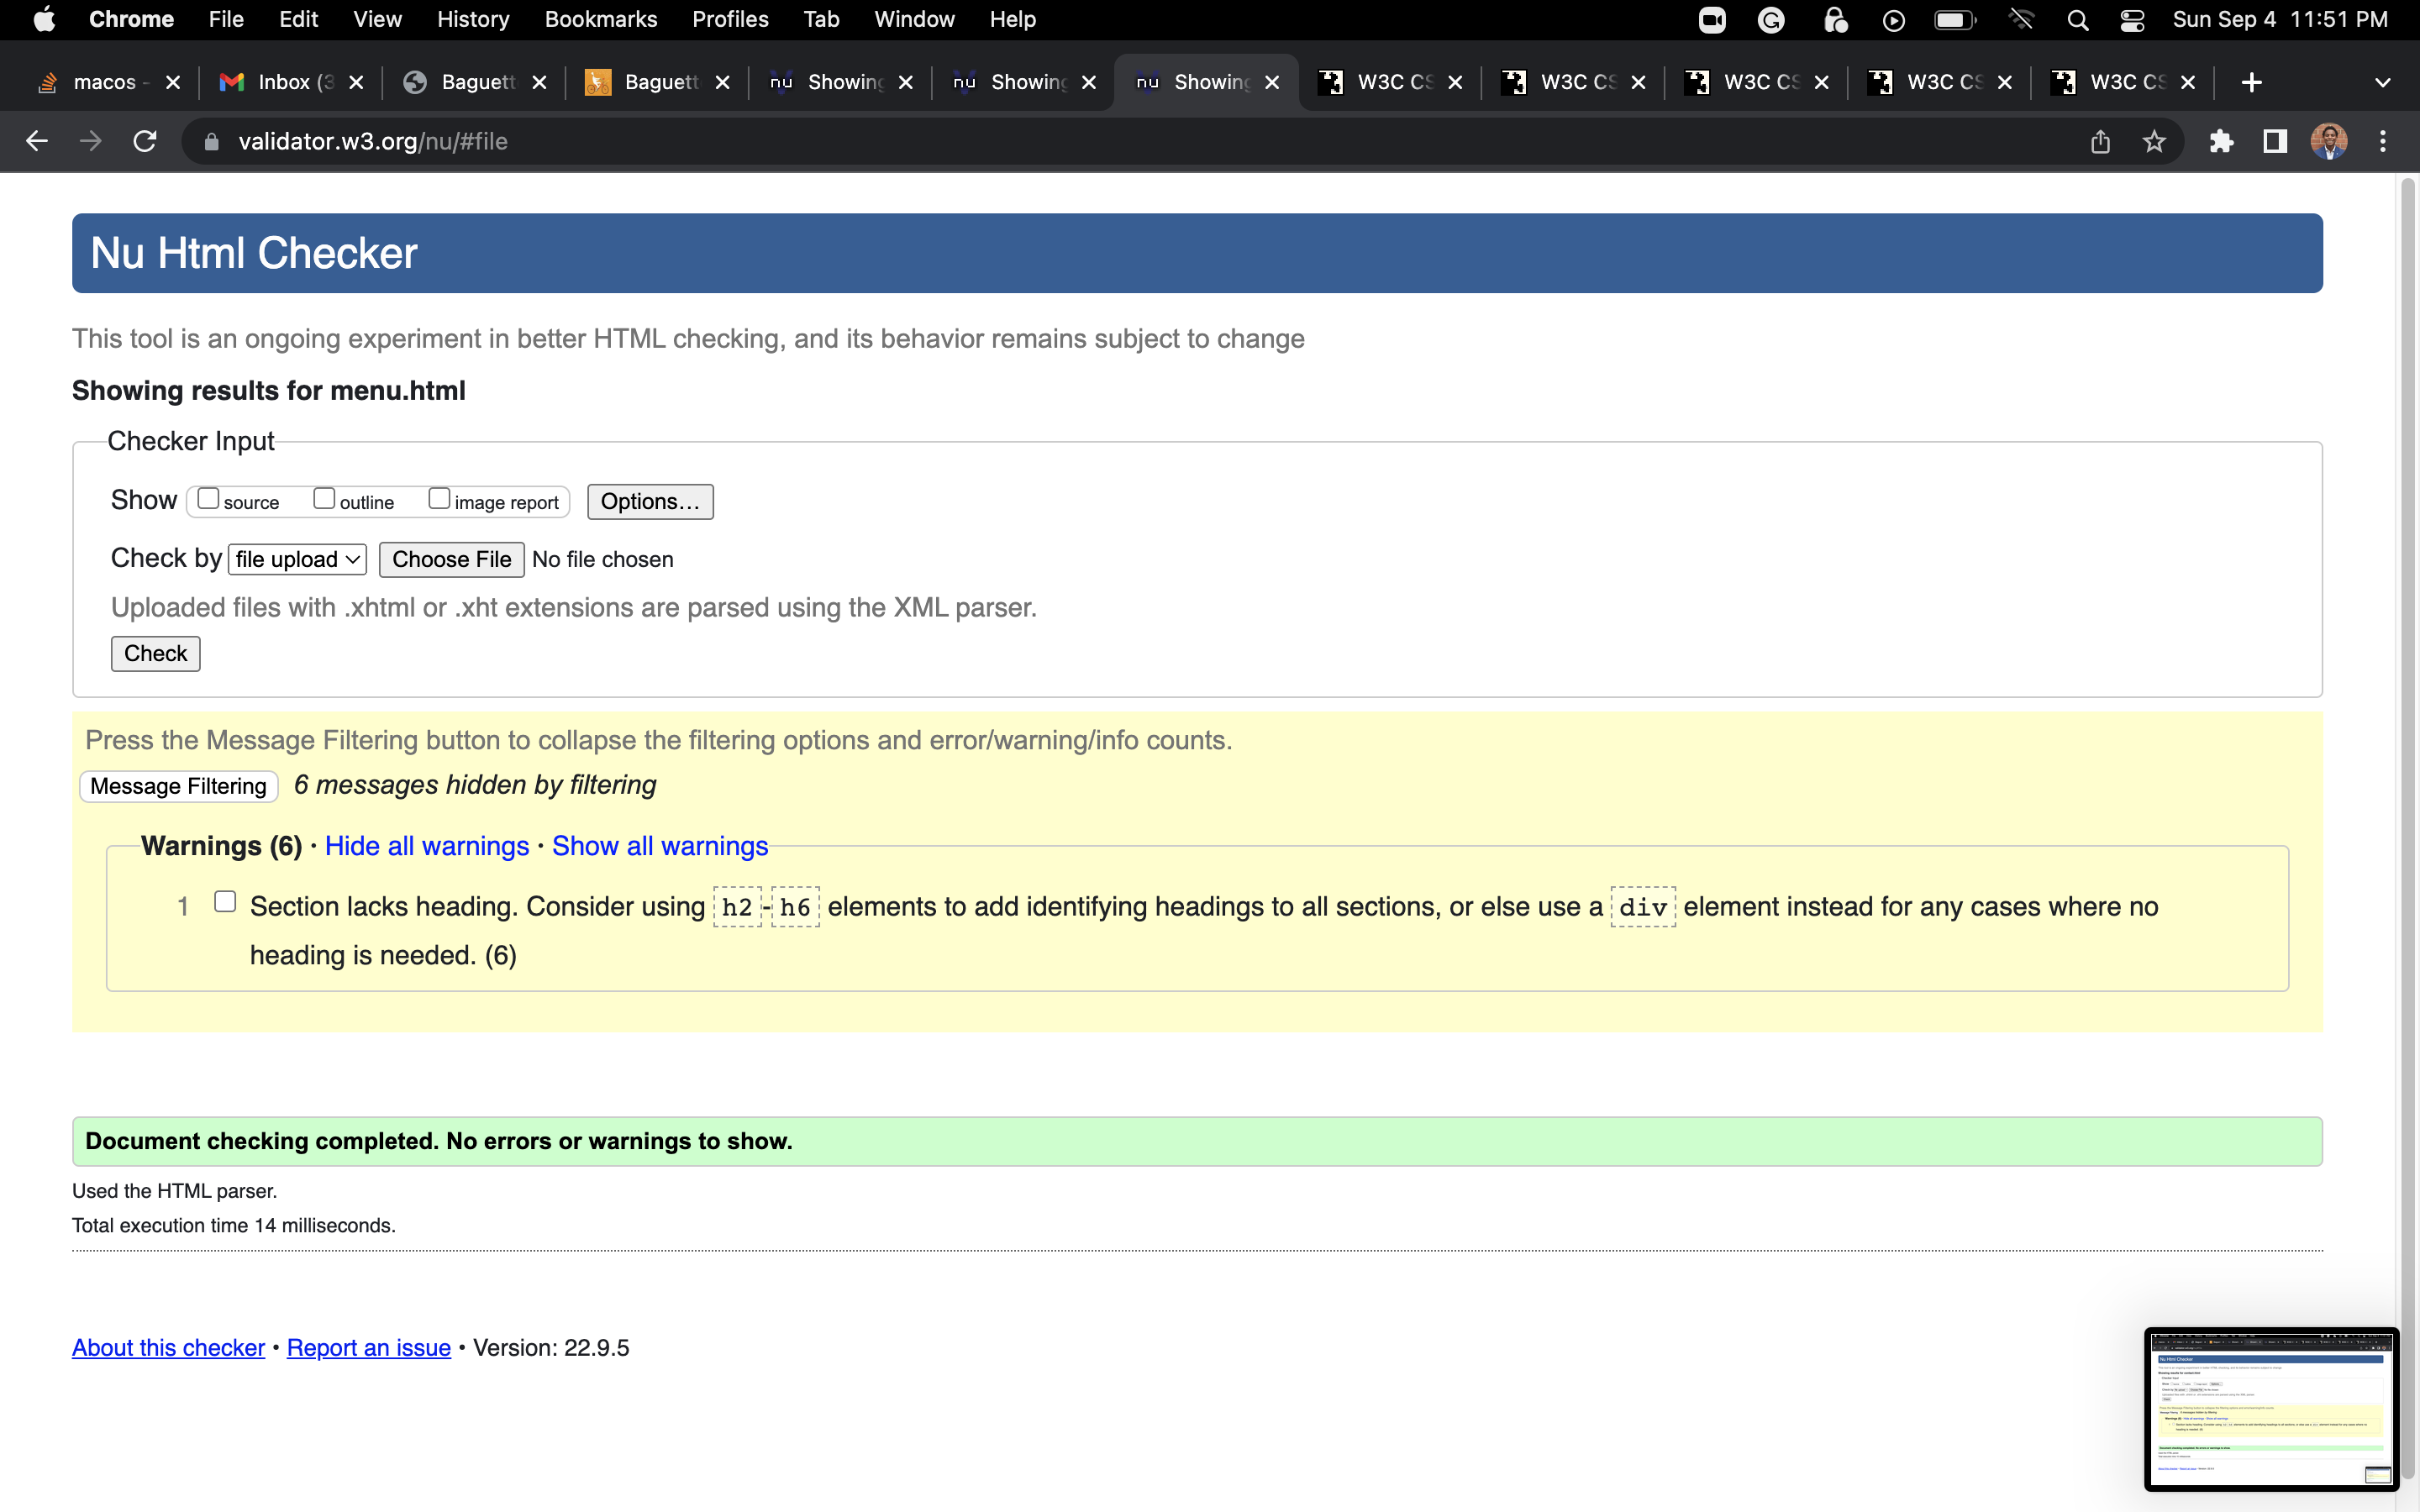 Chrome File Edit View History Bookmarks Profiles Tab Window Help Sun Sep 4 11:51 PM
macos - Inbox (3 Baguett Baguett Showing Showing Showing W3C CS W3C CS W3C CS W3C CS W3C CS
validator.w3.org/nu/#file
Nu Html Checker
This tool is an ongoing experiment in better HTML checking, and its behavior remains subject to change
Showing results for menu.html
Checker Input
Show source outline image report Options...
Check by file upload Choose File No file chosen
Uploaded files with .xhtml or .xht extensions are parsed using the XML parser.
Check
Press the Message Filtering button to collapse the filtering options and error/warning/info counts.
Message Filtering 6 messages hidden by filtering
Warnings (6) · Hide all warnings · Show all warnings
1 Section lacks heading. Consider using h2-h6 elements to add identifying headings to all sections, or else use a div element instead for any cases where no
heading is needed. (6)
Document checking completed. No errors or warnings to show.
Used the HTML parser.
Total execution time 14 milliseconds.
About this checker • Report an issue • Version: 22.9.5